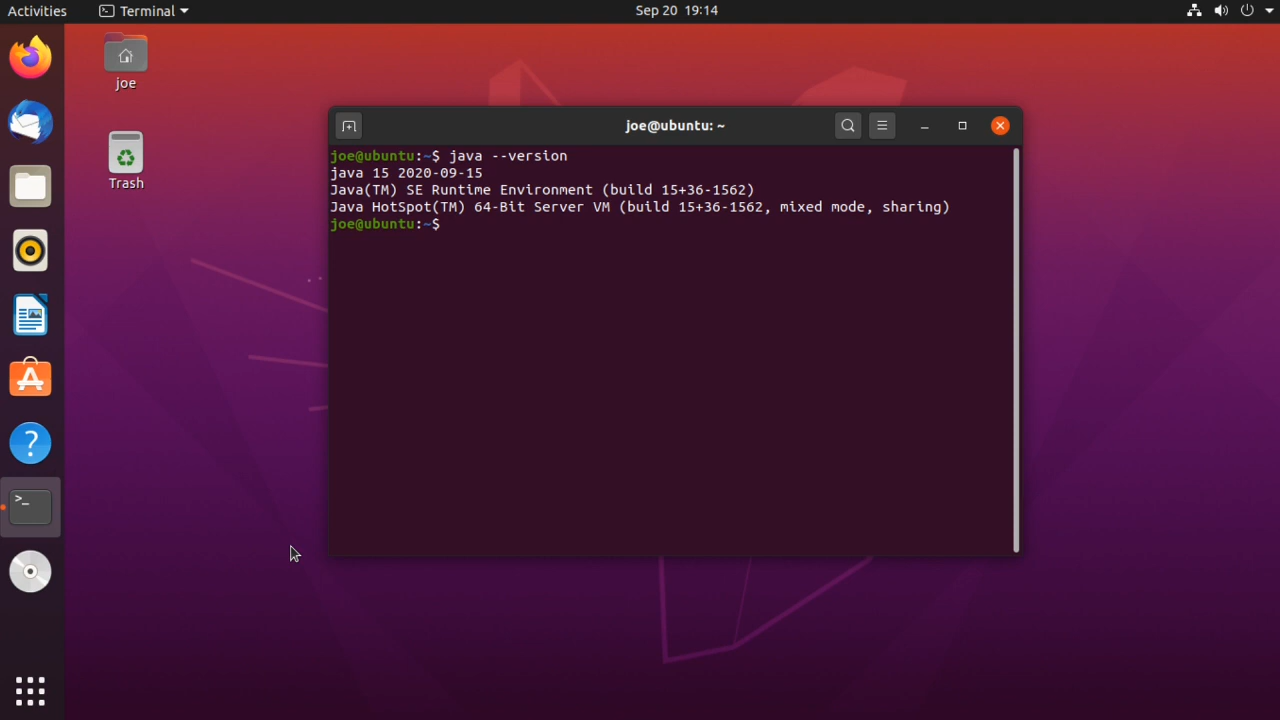 Activities
Terminal
Sep 20 19:14
joe
Trash
joe@ubuntu: ~
joe@ubuntu:~$ java --version
java 15 2020-09-15
Java(TM) SE Runtime Environment (build 15+36-1562)
Java HotSpot(TM) 64-Bit Server VM (build 15+36-1562, mixed mode, sharing)
joe@ubuntu:~$